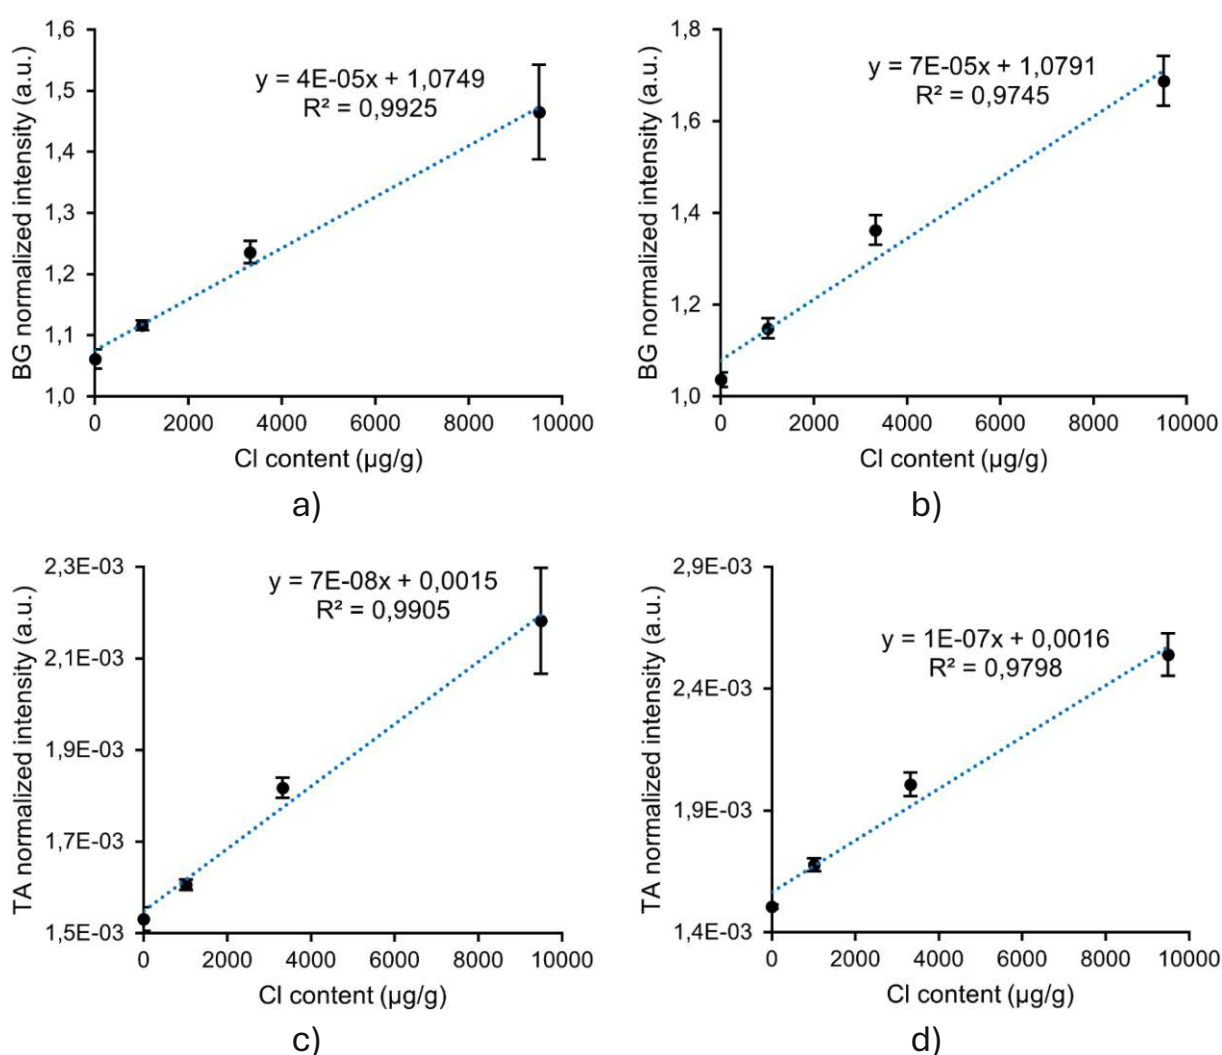 BG normalized intensity (a.u.)
1,6
1,5
1,4
1,3
1,2
1,1
1,0
y = 4E-05x + 1,0749
R² = 0,9925
0 2000 4000 6000 8000 10000
Cl content (µg/g)
a)
BG normalized intensity (a.u.)
1,8
1,6
1,4
1,2
1,0
y = 7E-05x + 1,0791
R² = 0,9745
0 2000 4000 6000 8000 10000
Cl content (µg/g)
b)
TA normalized intensity (a.u.)
2,3E-03
2,1E-03
1,9E-03
1,7E-03
1,5E-03
y = 7E-08x + 0,0015
R² = 0,9905
0 2000 4000 6000 8000 10000
Cl content (µg/g)
c)
TA normalized intensity (a.u.)
2,9E-03
2,4E-03
1,9E-03
1,4E-03
y = 1E-07x + 0,0016
R² = 0,9798
0 2000 4000 6000 8000 10000
Cl content (µg/g)
d)